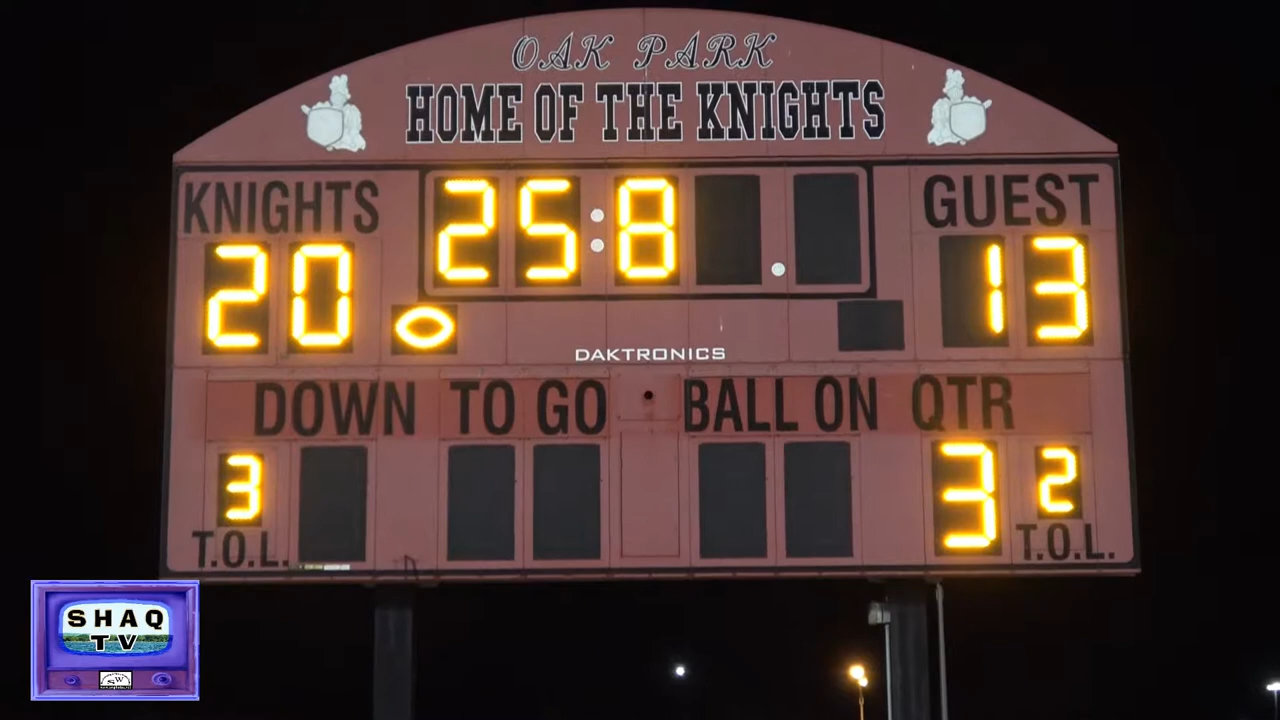 OAK PARK
HOME OF THE KNIGHTS
KNIGHTS
25:8 .
GUEST
20
13
DAKTRONICS
DOWN TO GO BALL ON QTR
3
3
2
T.O.L.
T.O.L.
SHAQ
TV